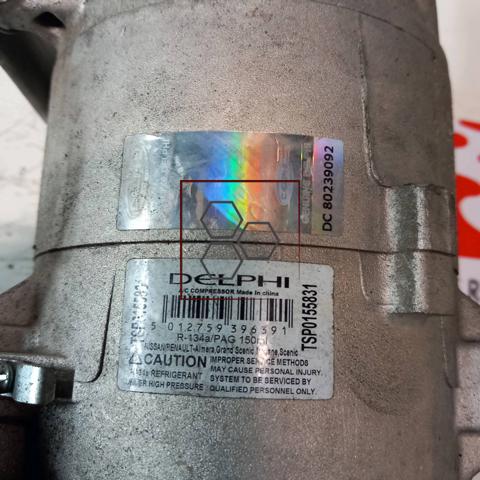 DC 80239092
DELPHI
A/C COMPRESSOR Made in china
5 012759 396391
TSP0155831
R-134a/PAG 150ml
NISSAN/RENAULT-Almera,Grand Scenic, Megane,Scenic
CAUTION
IMPROPER SERVICE METHODS
MAY CAUSE PERSONAL INJURY.
REFRIGERANT
SYSTEM TO BE SERVICED BY
UNDER HIGH PRESSURE
QUALIFIED PERSONNEL ONLY.